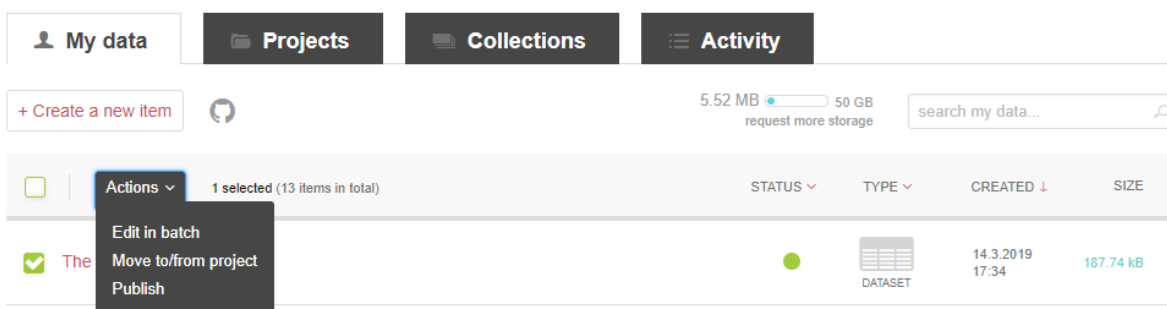 My data
Projects
Collections
Activity
+ Create a new item
5.52 MB
50 GB
request more storage
search my data...
Actions
1 selected (13 items in total)
STATUS
TYPE
CREATED ↓
SIZE
Edit in batch
Move to/from project
Publish
The
DATASET
14.3.2019
17:34
187.74 kB